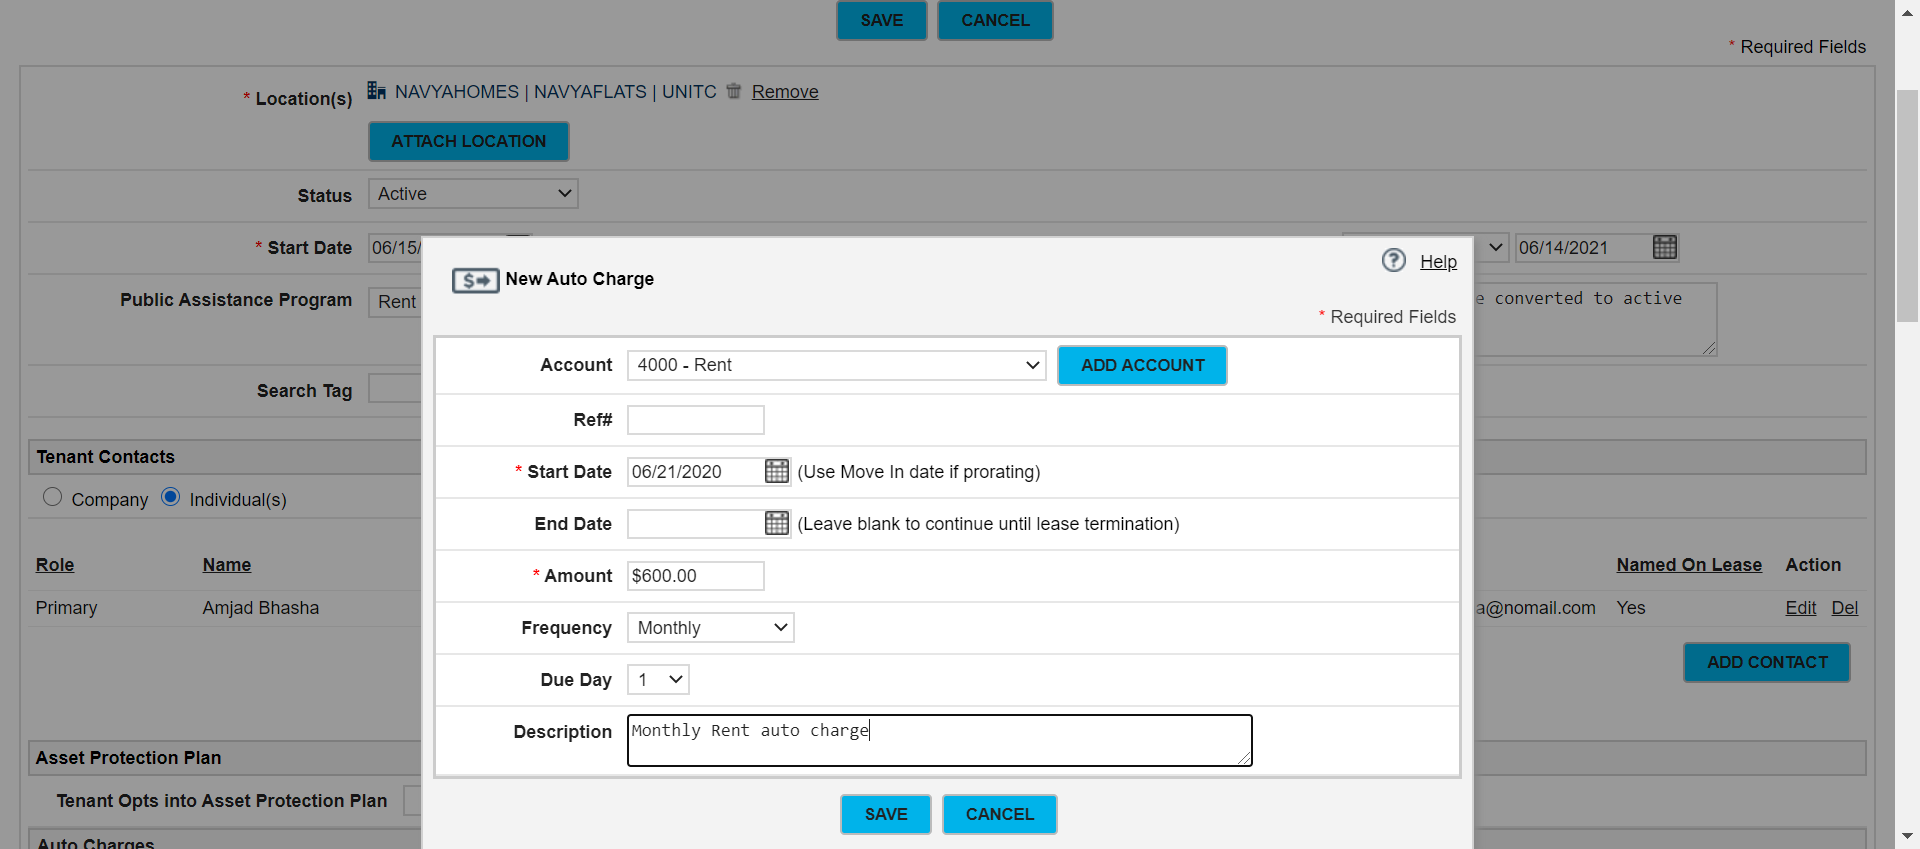 SAVE CANCEL
* Required Fields
* Location(s) NAVYAHOMES | NAVYAFLATS | UNITC Remove
ATTACH LOCATION
Status Active
* Start Date 06/15/ 06/14/2021
Public Assistance Program Rent e converted to active
Search Tag
Tenant Contacts
Company Individual(s)
Role Name Named On Lease Action
Primary Amjad Bhasha a@nomail.com Yes Edit Del
ADD CONTACT
Asset Protection Plan
Tenant Opts into Asset Protection Plan
Auto Charges
$ New Auto Charge ? Help
* Required Fields
Account 4000 - Rent ADD ACCOUNT
Ref#
* Start Date 06/21/2020 (Use Move In date if prorating)
End Date (Leave blank to continue until lease termination)
* Amount $600.00
Frequency Monthly
Due Day 1
Description Monthly Rent auto charge
SAVE CANCEL